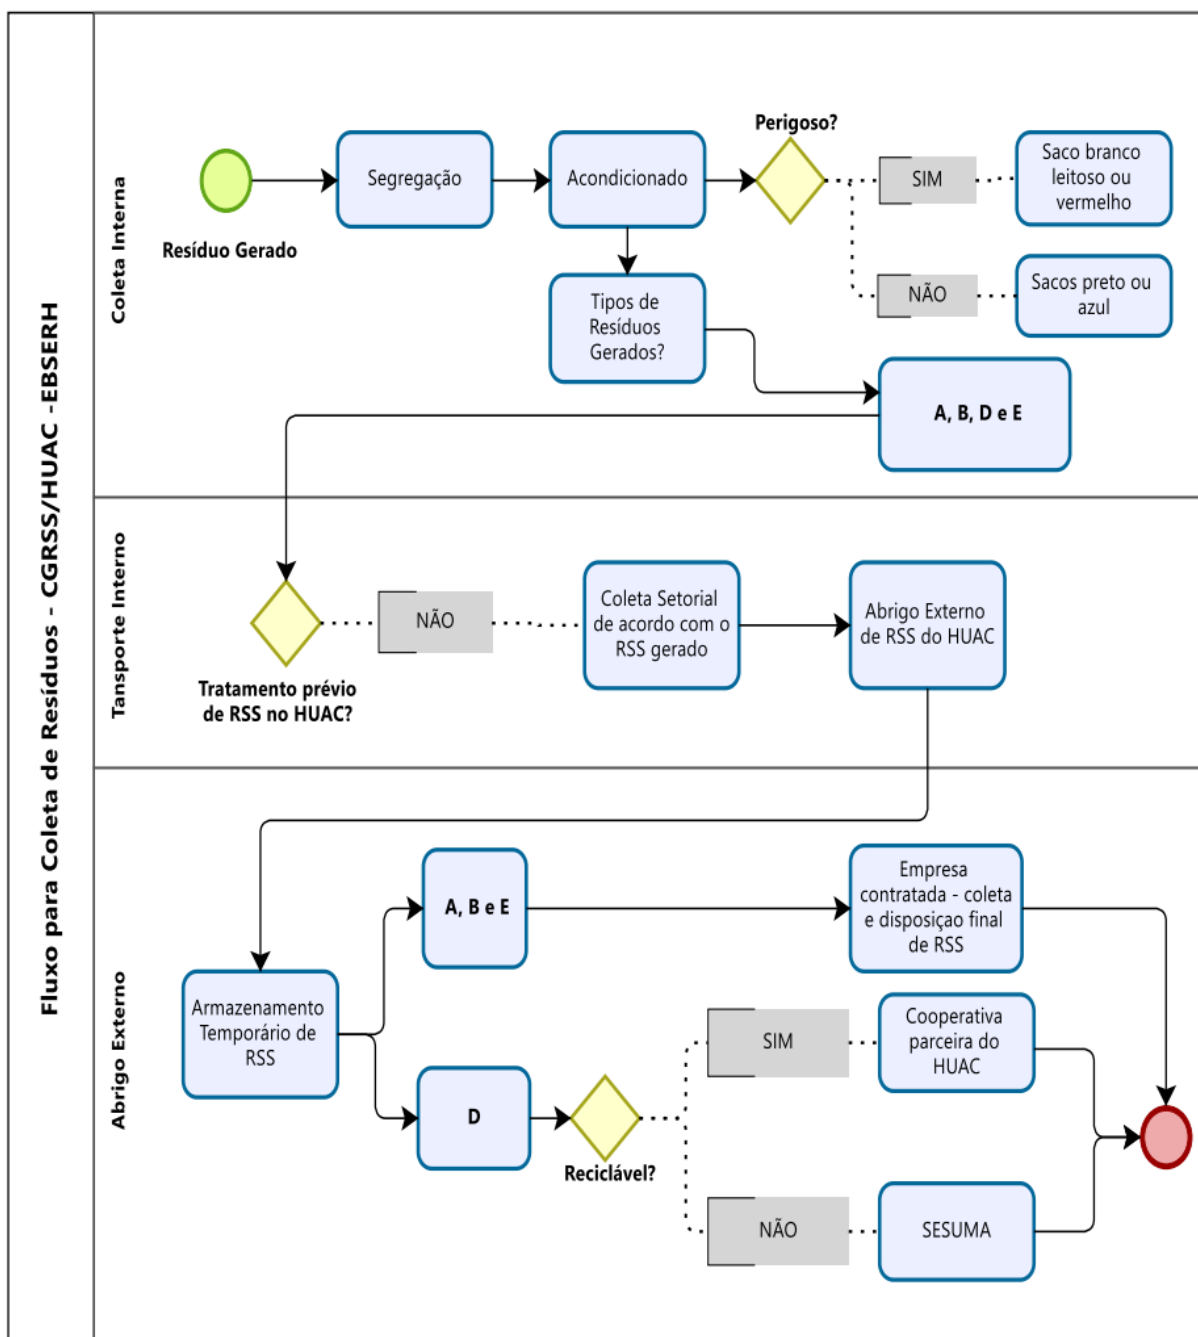 Fluxo para Coleta de Resíduos - CGRSS/HUAC -EBSERH
Coleta Interna
Resíduo Gerado
Segregação
Acondicionado
Perigoso?
SIM
Saco branco
leitoso ou
vermelho
NÃO
Sacos preto ou
azul
Tipos de
Resíduos
Gerados?
A, B, D e E
Tansporte Interno
Tratamento prévio
de RSS no HUAC?
NÃO
Coleta Setorial
de acordo com o
RSS gerado
Abrigo Externo
de RSS do HUAC
Abrigo Externo
Armazenamento
Temporário de
RSS
A, B e E
Empresa
contratada - coleta
e disposiçao final
de RSS
D
Reciclável?
SIM
Cooperativa
parceira do
HUAC
NÃO
SESUMA